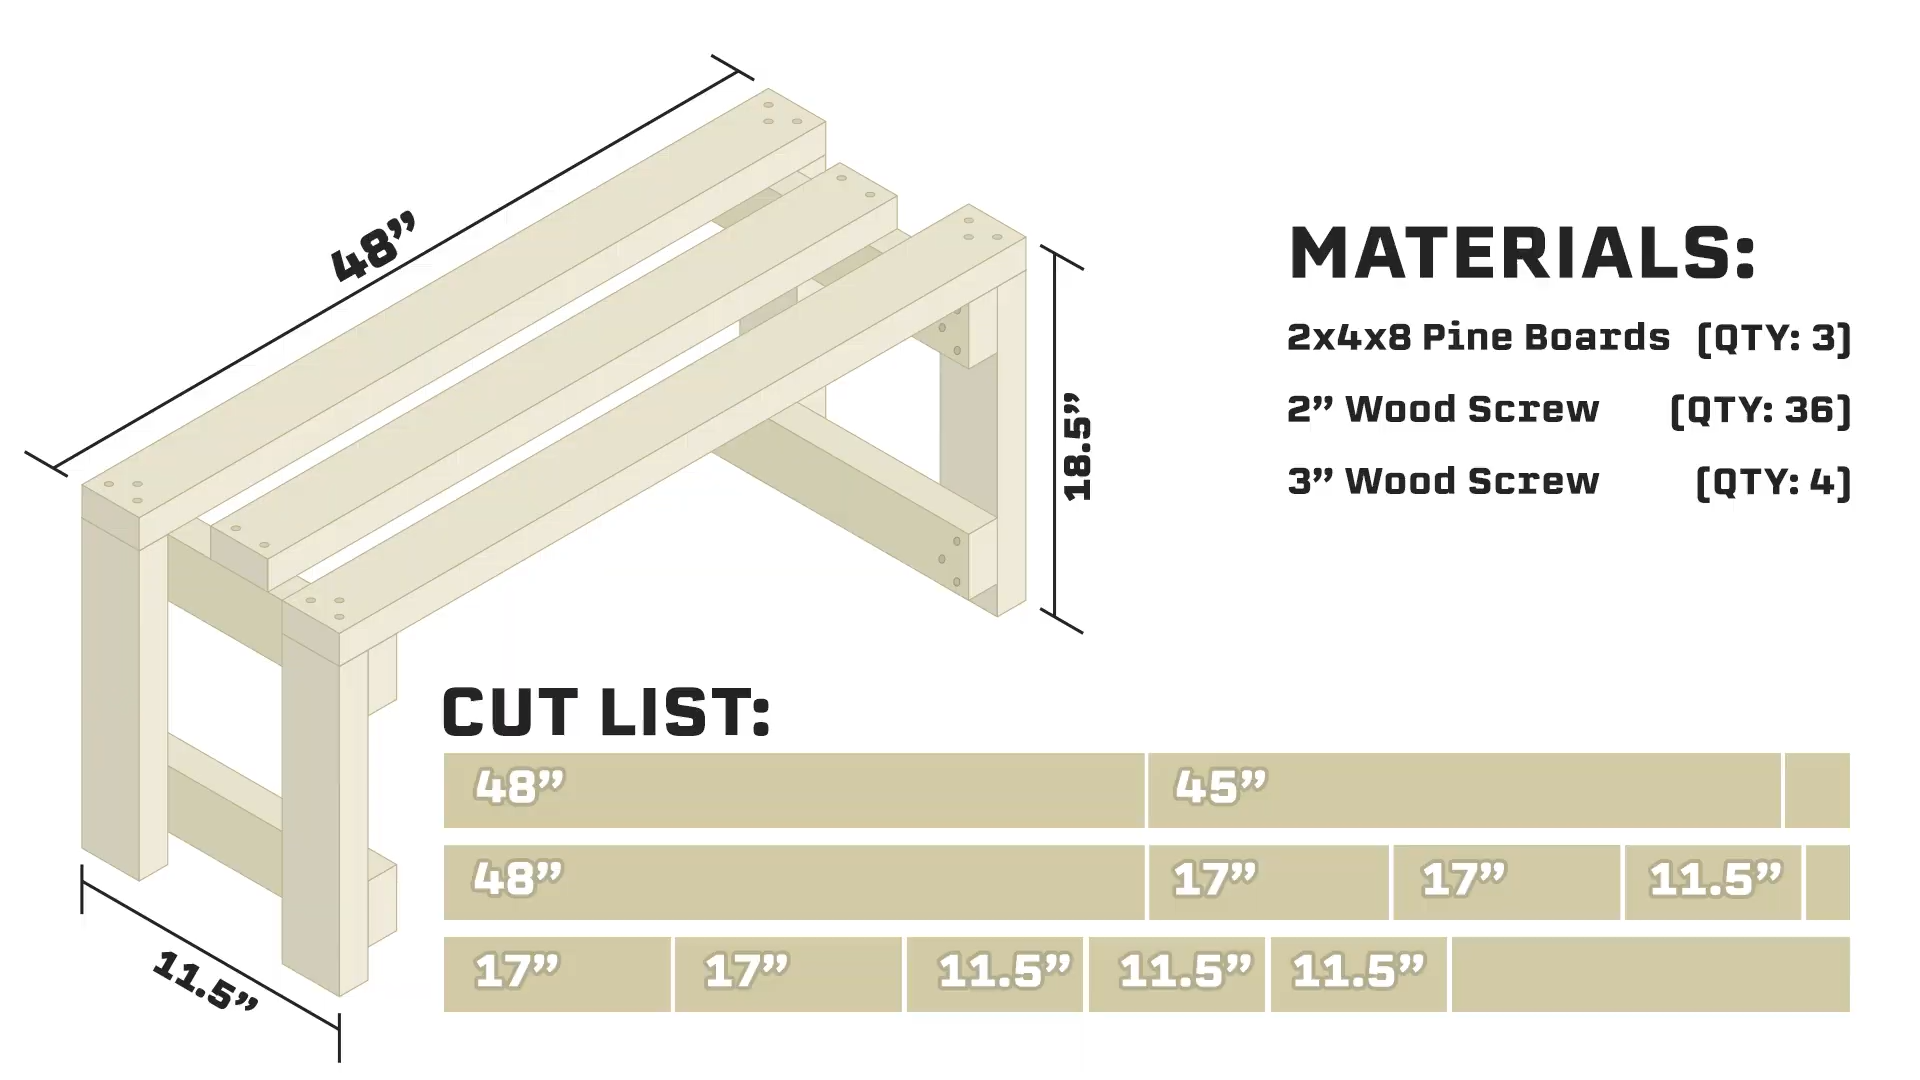 48”
MATERIALS:
2x4x8 Pine Boards (QTY: 3)
2” Wood Screw (QTY: 36)
3” Wood Screw (QTY: 4)
18.5”
11.5”
CUT LIST:
48” 45”
48” 17” 17” 11.5”
17” 17” 11.5” 11.5” 11.5”